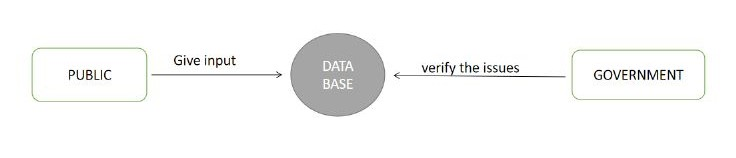 PUBLIC
Give input
DATA
BASE
verify the issues
GOVERNMENT